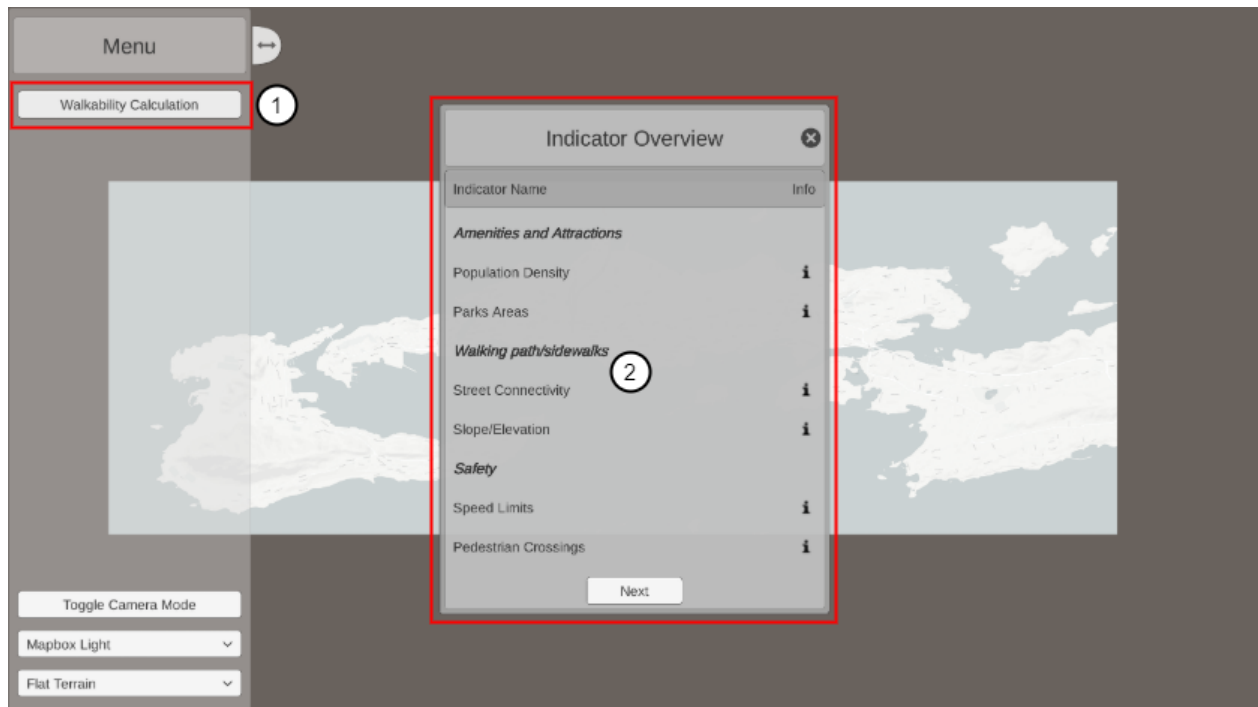 Menu
Walkability Calculation
1
Indicator Overview
Indicator Name Info
Amenities and Attractions
Population Density i
Parks Areas i
Walking path/sidewalks
2
Street Connectivity i
Slope/Elevation i
Safety
Speed Limits i
Pedestrian Crossings i
Next
Toggle Camera Mode
Mapbox Light
Flat Terrain